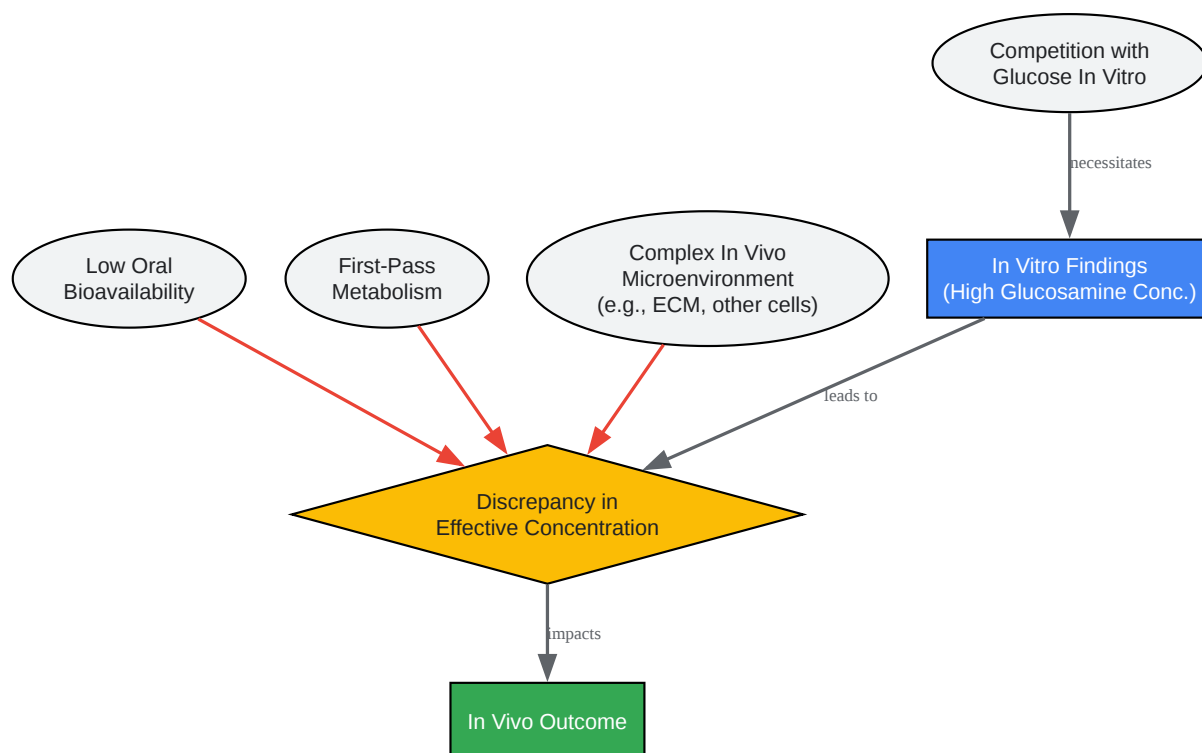 Competition with
Glucose In Vitro
necessitates
Low Oral
Bioavailability
First-Pass
Metabolism
Complex In Vivo
Microenvironment
(e.g., ECM, other cells)
In Vitro Findings
(High Glucosamine Conc.)
leads to
Discrepancy in
Effective Concentration
impacts
In Vivo Outcome